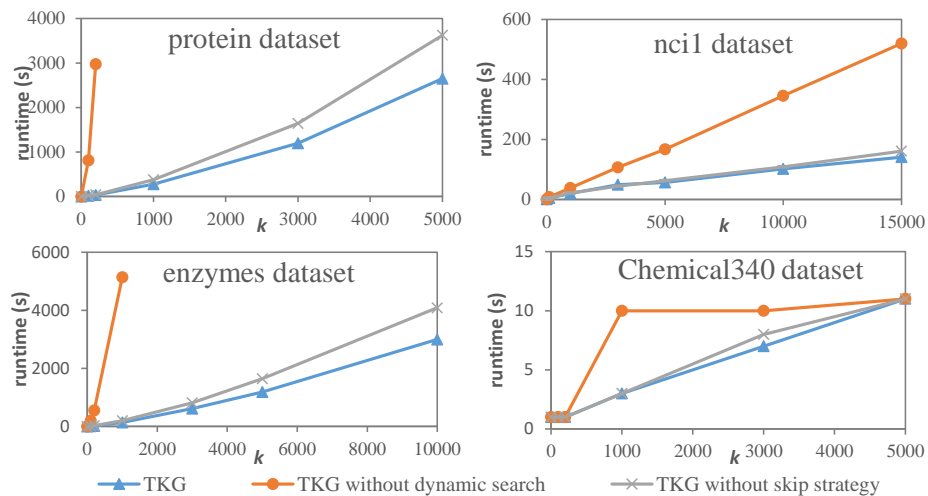 protein dataset
runtime (s)
4000
3000
2000
1000
0
0 1000 2000 3000 4000 5000
k
nci1 dataset
runtime (s)
600
400
200
0
0 5000 10000 15000
k
enzymes dataset
runtime (s)
6000
4000
2000
0
0 2000 4000 6000 8000 10000
k
Chemical340 dataset
runtime (s)
15
10
5
0
0 1000 2000 3000 4000 5000
k
TKG TKG without dynamic search TKG without skip strategy